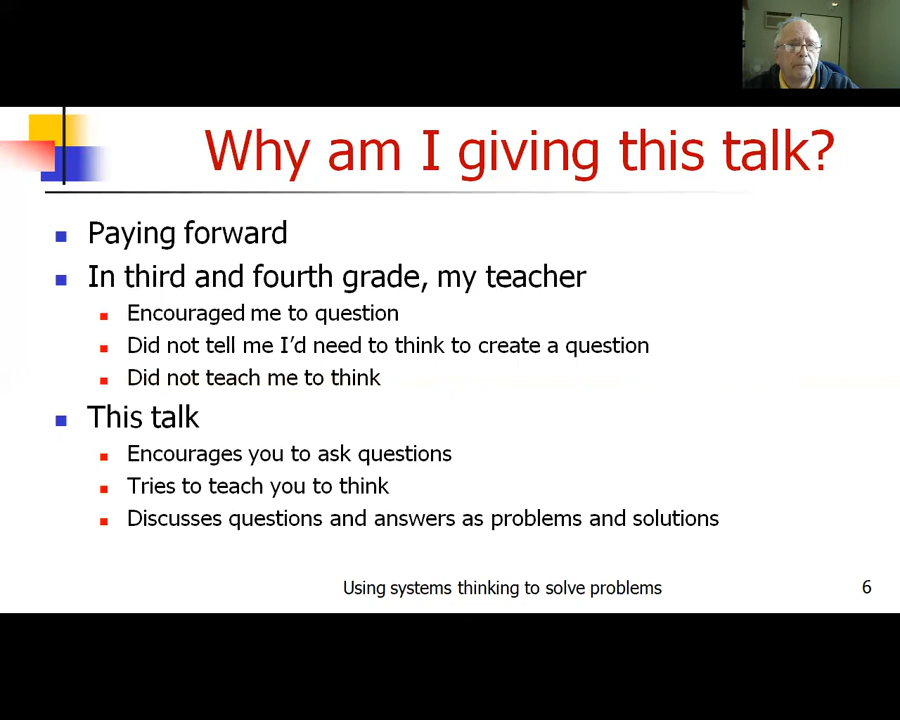 Why am I giving this talk?
Paying forward
In third and fourth grade, my teacher
Encouraged me to question
Did not tell me I'd need to think to create a question
Did not teach me to think
This talk
Encourages you to ask questions
Tries to teach you to think
Discusses questions and answers as problems and solutions
Using systems thinking to solve problems
6